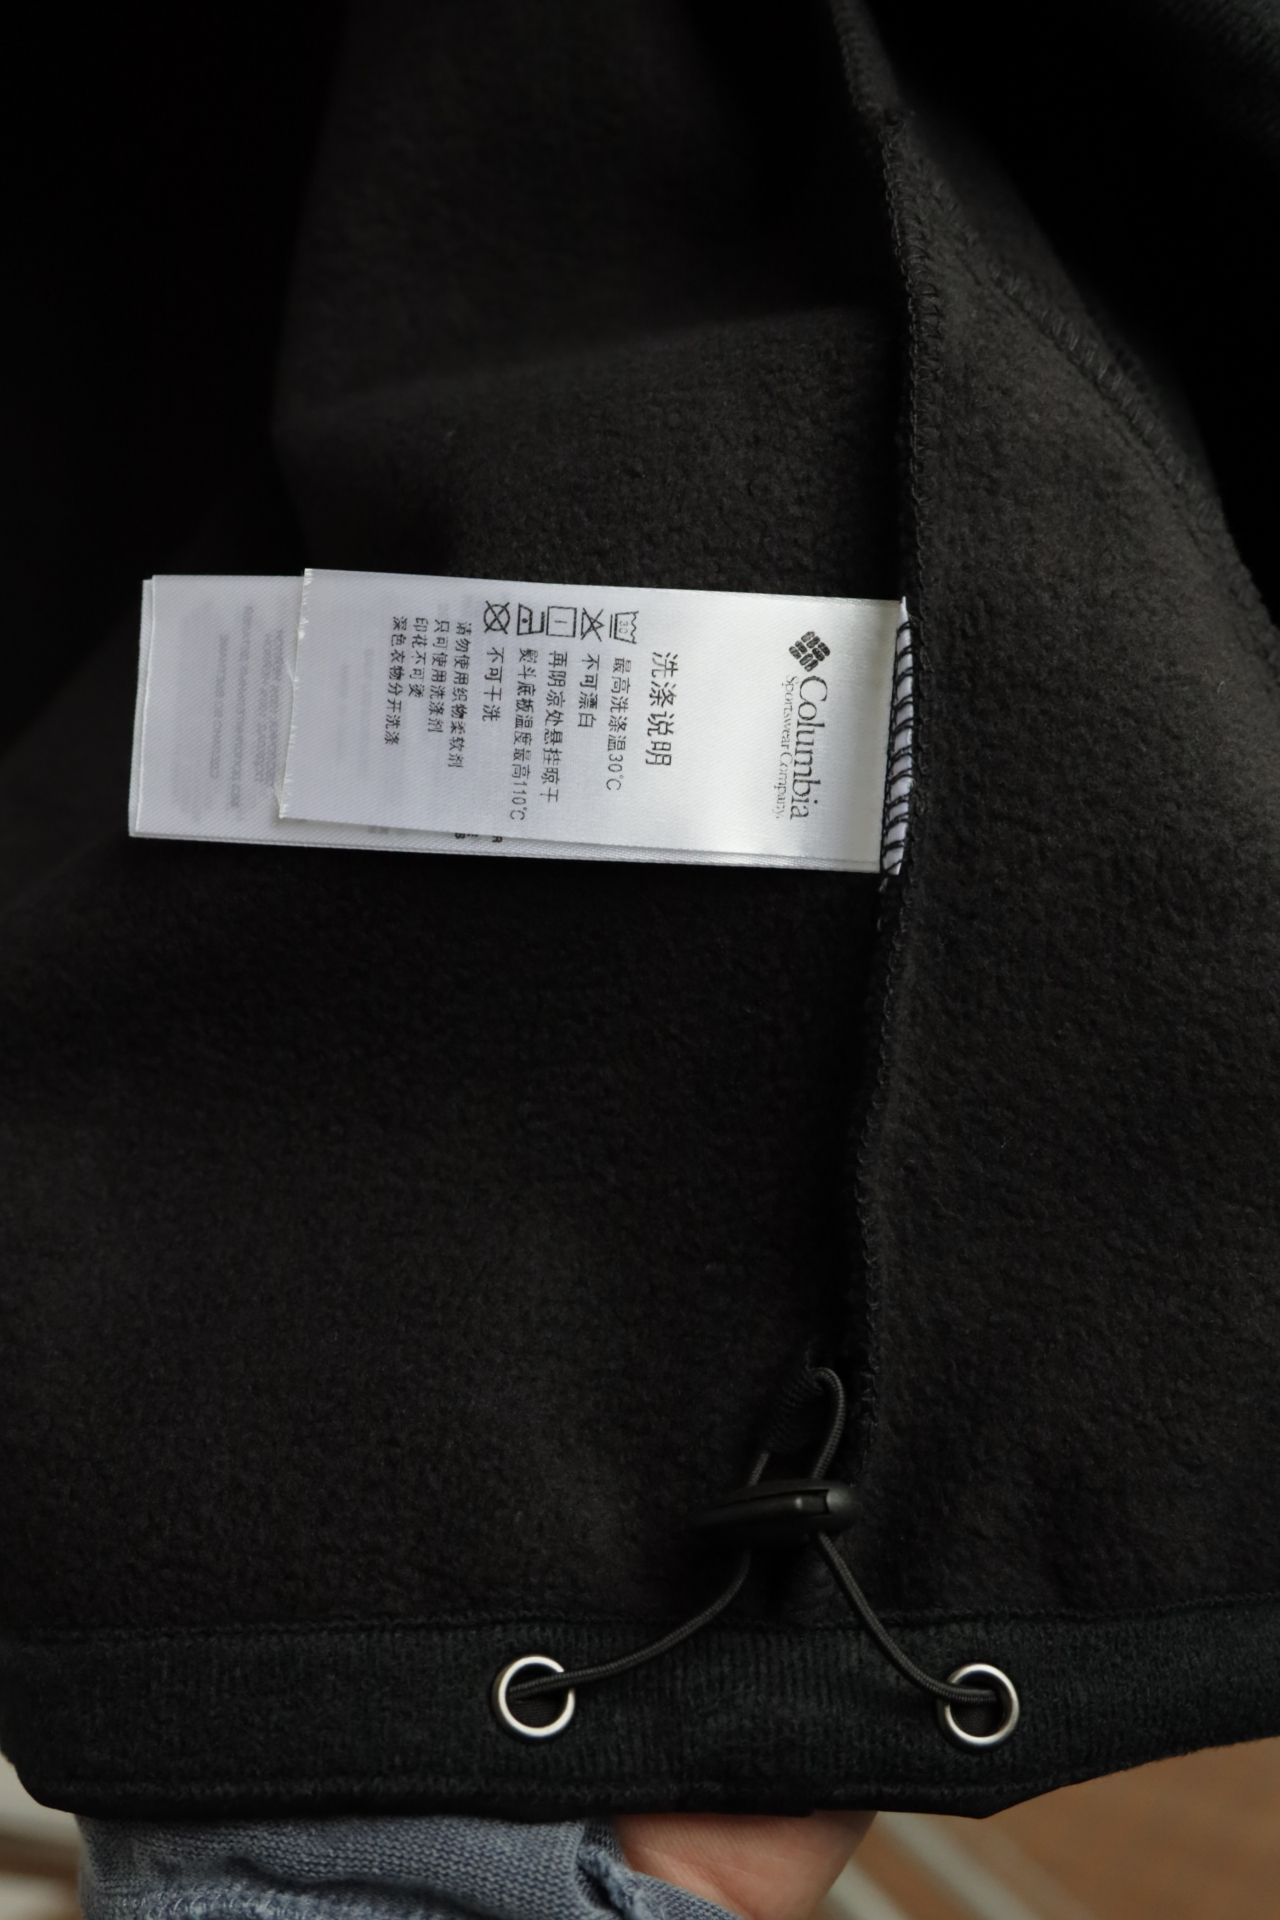 Columbia
Sportswear Company.
洗涤说明
30
最高洗涤温30℃
不可漂白
再阴凉处悬挂晾干
熨斗底板温度最高110℃
不可干洗
请勿使用织物柔软剂
只可使用洗涤剂
印花不可烫
深色衣物分开洗涤